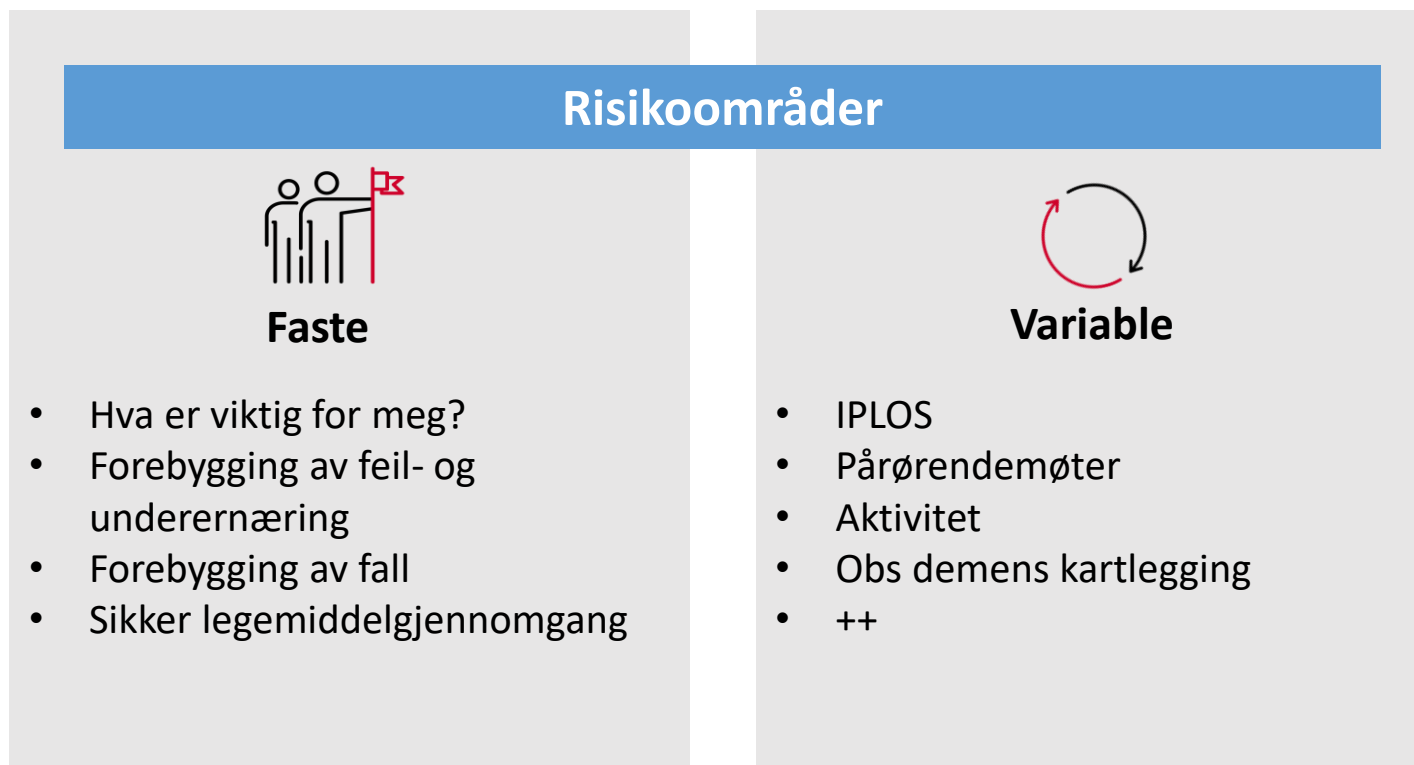 Risikoområder
Faste
• Hva er viktig for meg?
• Forebygging av feil- og
underernæring
• Forebygging av fall
• Sikker legemiddelgjennomgang
Variable
• IPLOS
• Pårørendemøter
• Aktivitet
• Obs demens kartlegging
• ++